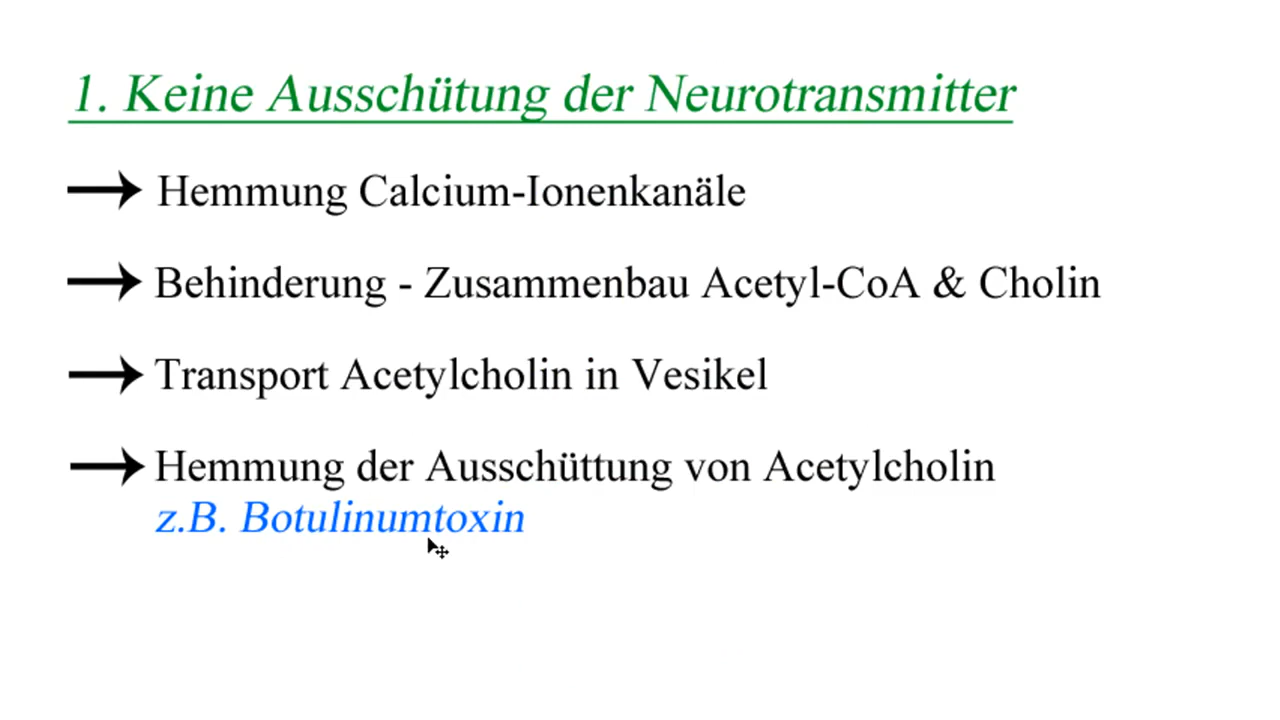 1. Keine Ausschütung der Neurotransmitter
Hemmung Calcium-Ionenkanäle
Behinderung - Zusammenbau Acetyl-CoA & Cholin
Transport Acetylcholin in Vesikel
Hemmung der Ausschüttung von Acetylcholin
z.B. Botulinumtoxin